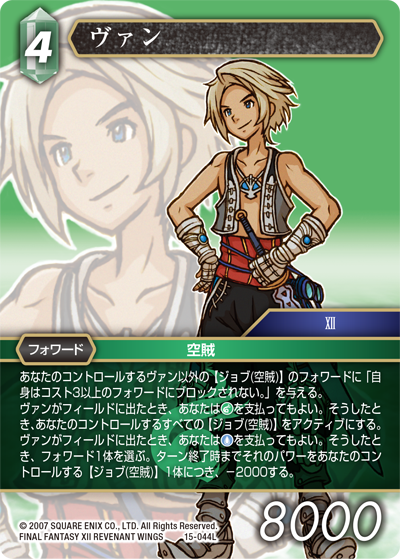 4
ヴァン
XII
フォワード
空賊
あなたのコントロールするヴァン以外の【ジョブ(空賊)】のフォワードに「自
身はコスト3以上のフォワードにブロックされない。」を与える。
ヴァンがフィールドに出たとき、あなたは風を支払ってもよい。そうしたと
き、あなたのコントロールするすべての【ジョブ(空賊)】をアクティブにする。
ヴァンがフィールドに出たとき、あなたは水を支払ってもよい。そうしたと
き、フォワード1体を選ぶ。ターン終了時までそれのパワーをあなたのコン
トロールする【ジョブ(空賊)】1体につき、-2000する。
© 2007 SQUARE ENIX CO., LTD. All Rights Reserved.
FINAL FANTASY XII REVENANT WINGS
15-044L
8000